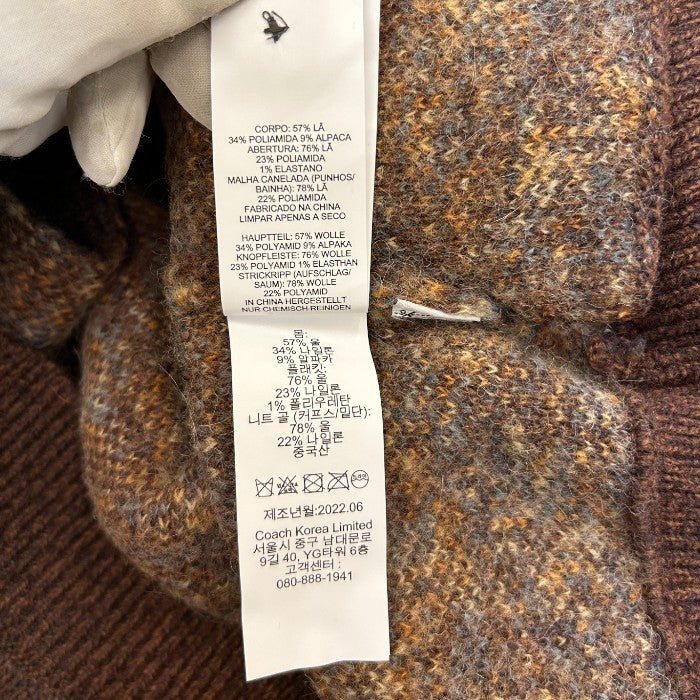 CORPO: 57% LÃ
34% POLIAMIDA 9% ALPACA
ABERTURA: 76% LÃ
23% POLIAMIDA
1% ELASTANO
MALHA CANELADA (PUNHOS/
BAINHA): 78% LÃ
22% POLIAMIDA
FABRICADO NA CHINA
LIMPAR APENAS A SECO
HAUPTTEIL: 57% WOLLE
34% POLYAMID 9% ALPAKA
KNOPFLEISTE: 76% WOLLE
23% POLYAMID 1% ELASTHAN
STRICKRIPP (AUFSCHLAG/
SAUM): 78% WOLLE
22% POLYAMID
IN CHINA HERGESTELLT
NUR CHEMISCH REINIGEN
몸:
57% 울
34% 나일론
9% 알파카
플래킷:
76% 울
23% 나일론
1% 폴리우레탄
니트 골 (커프스/밑단):
78% 울
22% 나일론
중국산
제조년월:2022.06
Coach Korea Limited
서울시 중구 남대문로
9길 40, YG타워 6층
고객센터 :
080-888-1941